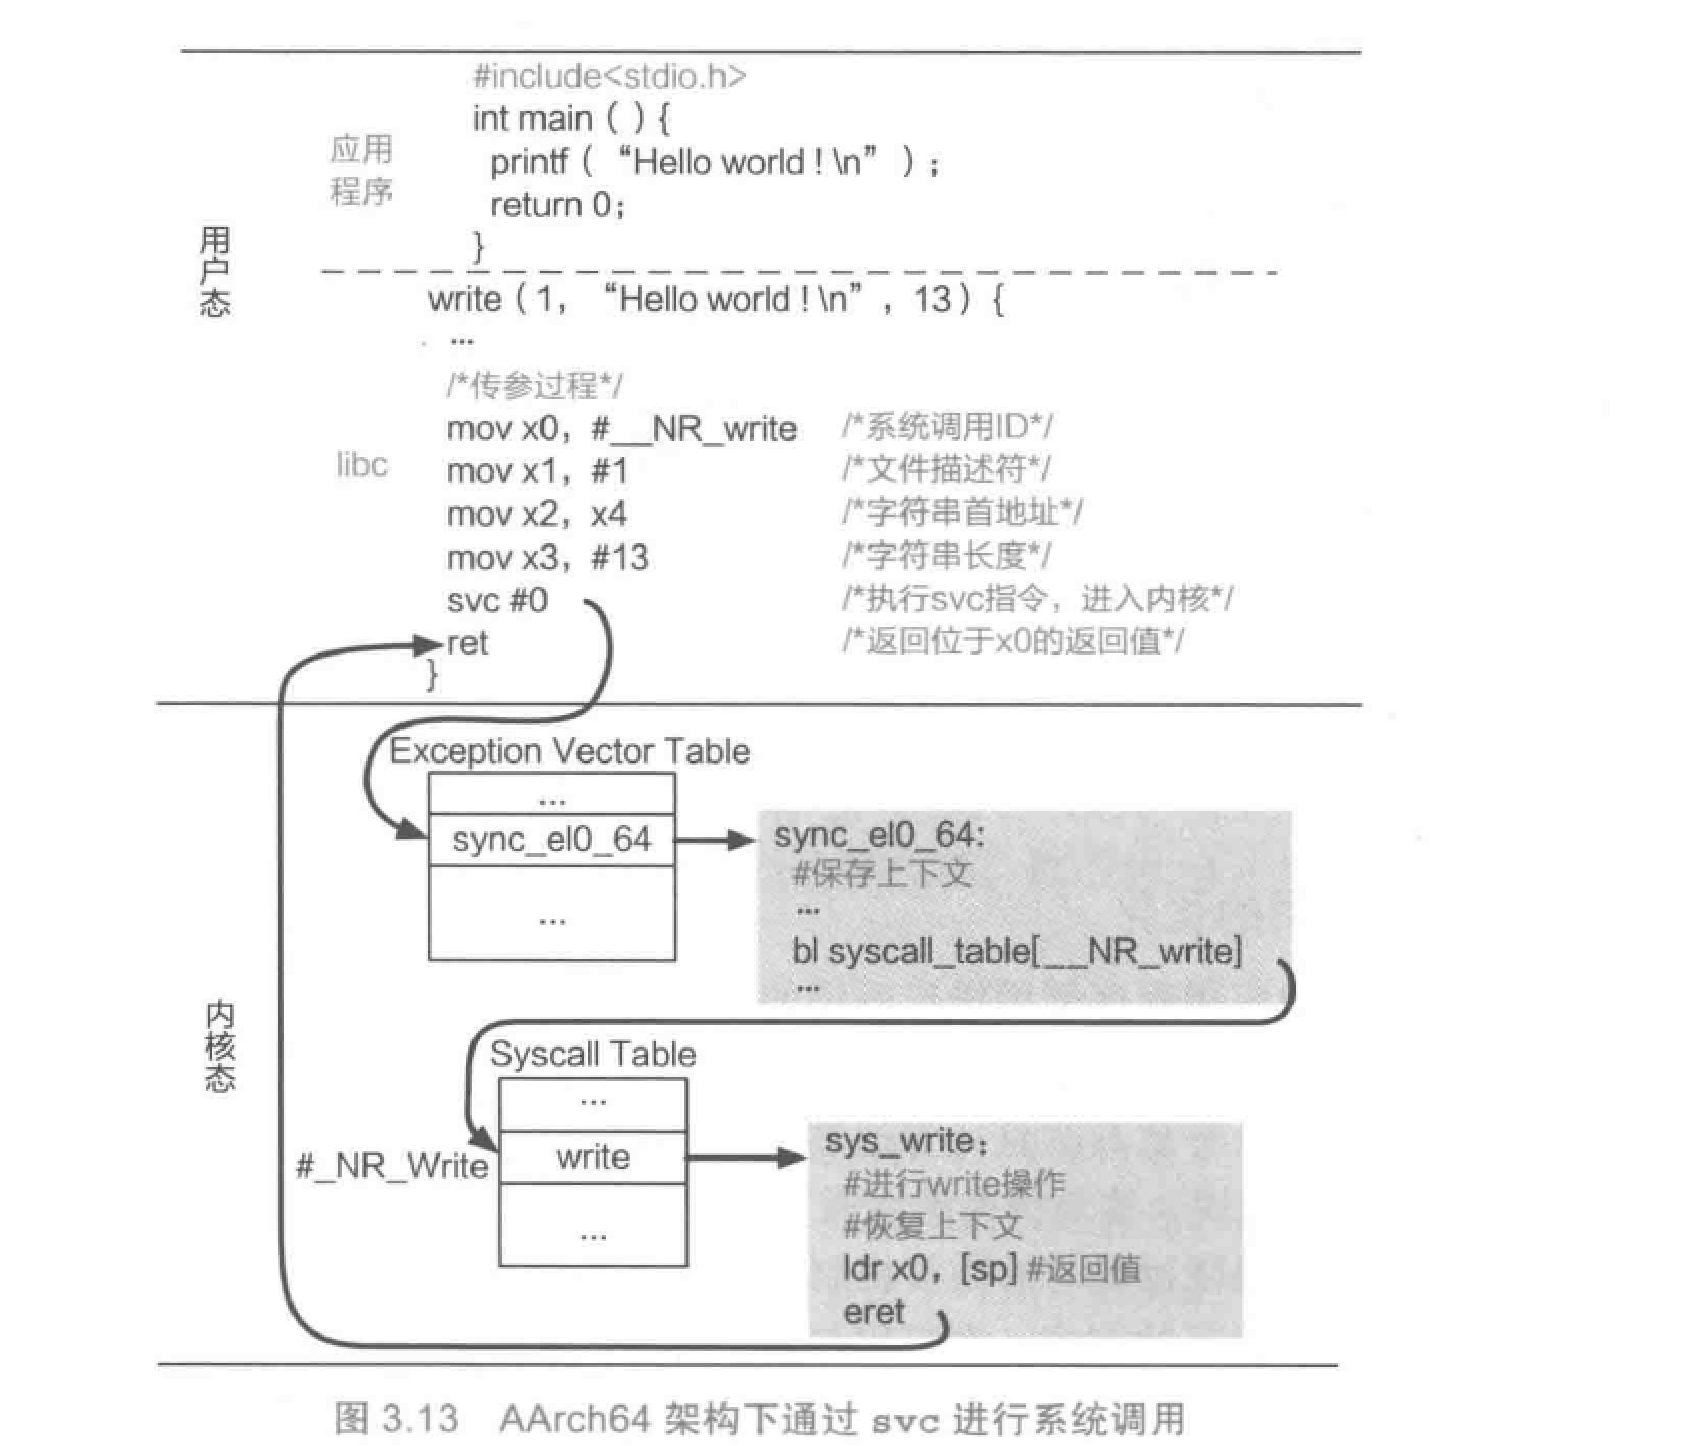 #include<stdio.h>
int main ( ) {
应用
程序
printf ( “Hello world ! \n” ) ;
return 0;
}
用户态
write ( 1, “Hello world ! \n” , 13 ) {
...
/*传参过程*/
mov x0, #__NR_write /*系统调用ID*/
libc
mov x1, #1 /*文件描述符*/
mov x2, x4 /*字符串首地址*/
mov x3, #13 /*字符串长度*/
svc #0 /*执行svc指令，进入内核*/
ret /*返回位于x0的返回值*/
}
Exception Vector Table
...
sync_el0_64
...
sync_el0_64:
#保存上下文
...
bl syscall_table[__NR_write]
...
内核态
Syscall Table
...
#_NR_Write
write
...
sys_write:
#进行write操作
#恢复上下文
ldr x0, [sp] #返回值
eret
图 3.13 AArch64 架构下通过 svc 进行系统调用